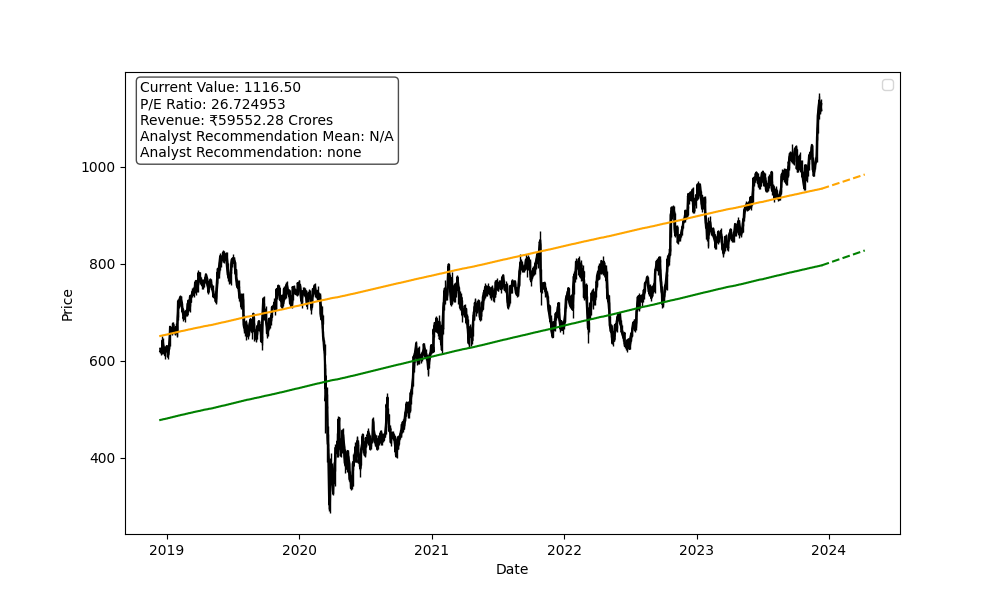 Current Value: 1116.50
P/E Ratio: 26.724953
Revenue: ₹59552.28 Crores
Analyst Recommendation Mean: N/A
Analyst Recommendation: none
1000
800
600
400
Price
2019 2020 2021 2022 2023 2024
Date